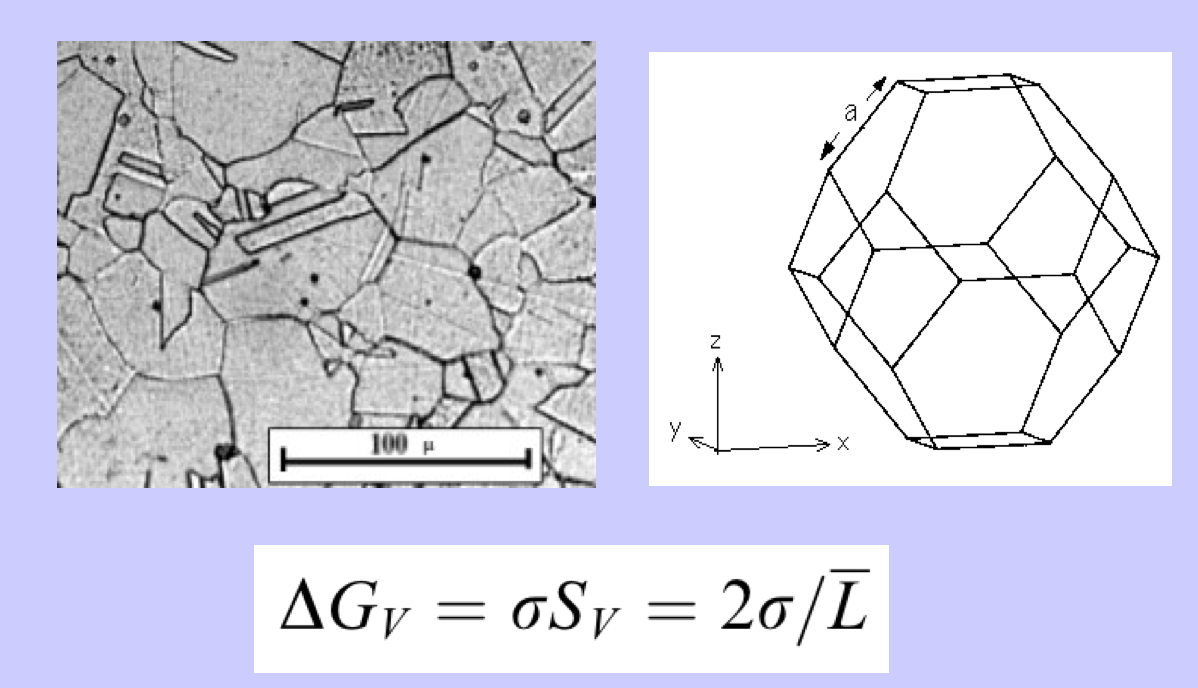 a
z
y
x
100 μ
ΔG_V = σS_V = 2σ/L̅